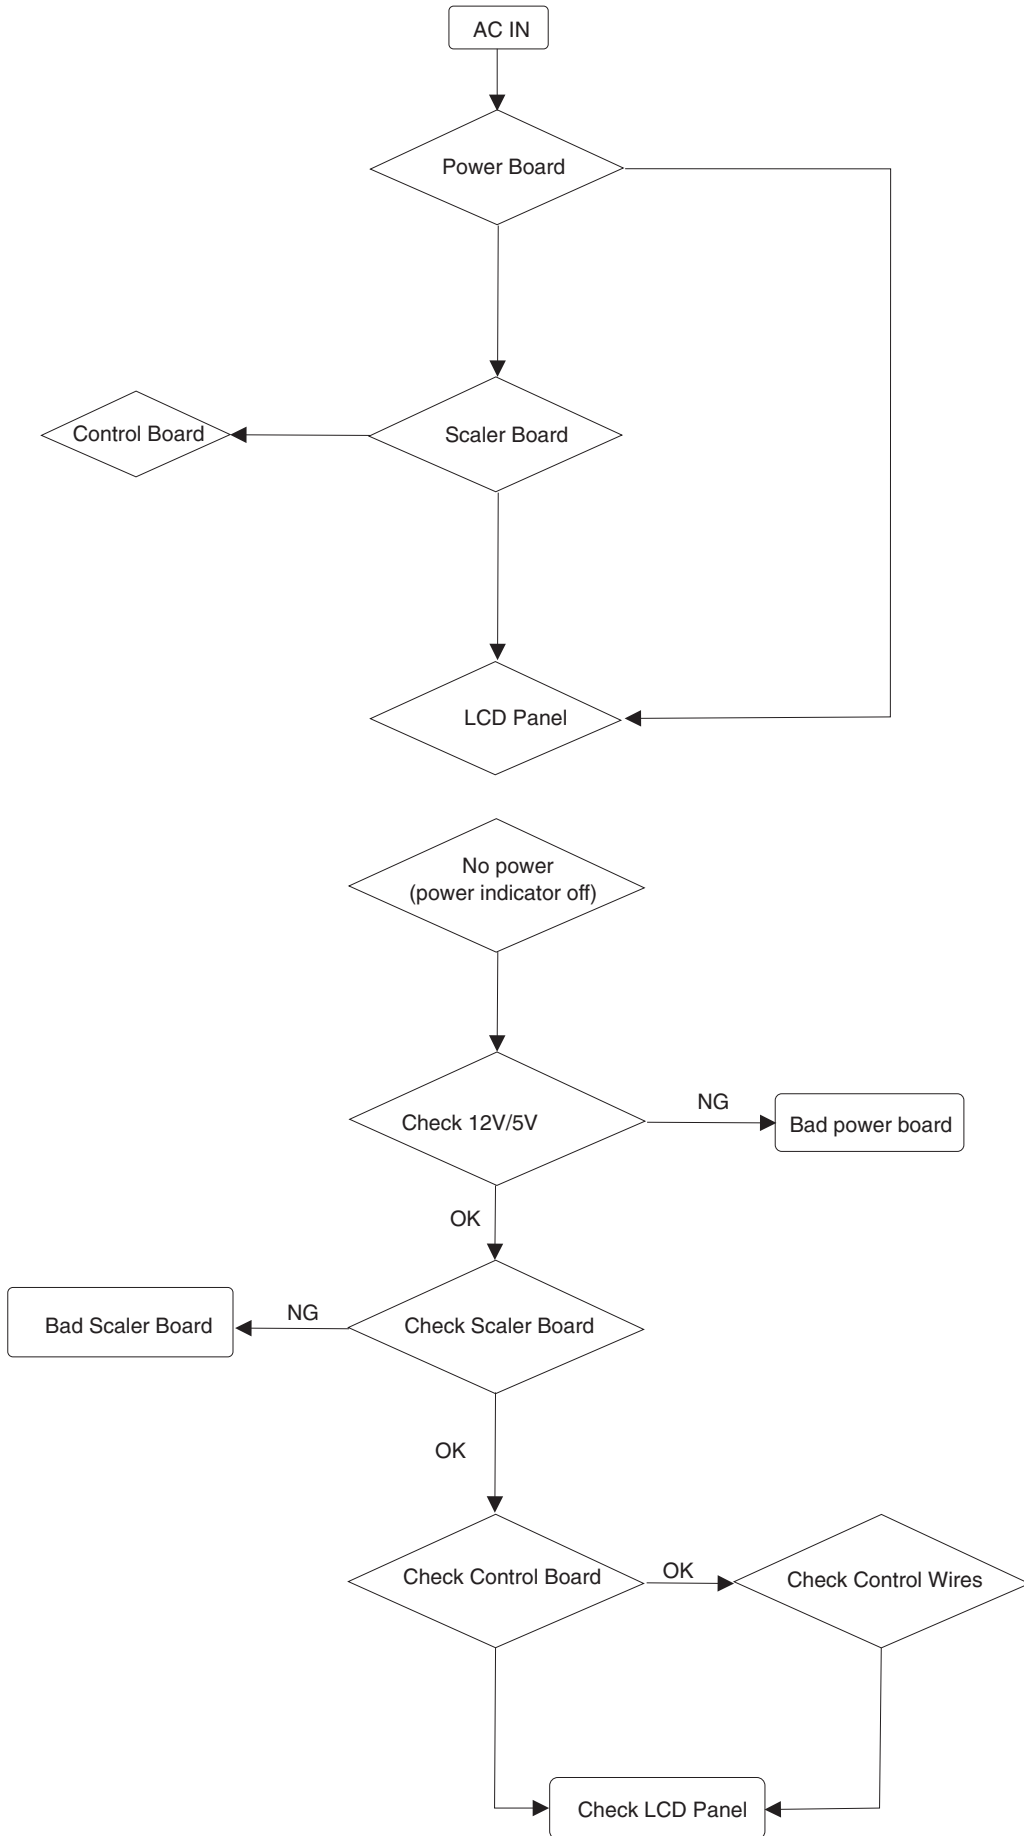 AC IN
Power Board
Control Board
Scaler Board
LCD Panel
No power
(power indicator off)
Check 12V/5V
NG
Bad power board
OK
Bad Scaler Board
NG
Check Scaler Board
OK
Check Control Board
OK
Check Control Wires
Check LCD Panel